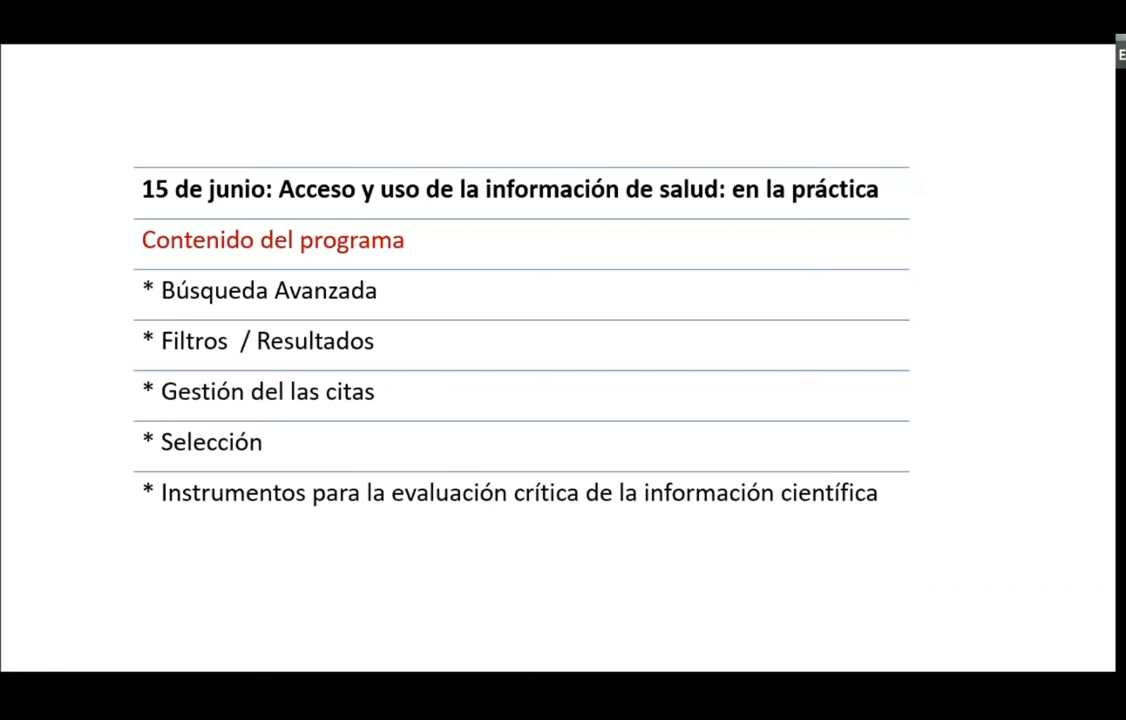 15 de junio: Acceso y uso de la información de salud: en la práctica
Contenido del programa
* Búsqueda Avanzada
* Filtros / Resultados
* Gestión del las citas
* Selección
* Instrumentos para la evaluación crítica de la información científica
E